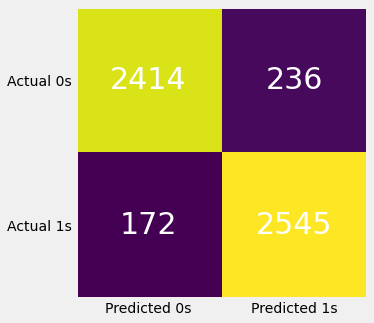 Actual 0s 2414 236
Actual 1s 172 2545
Predicted 0s Predicted 1s